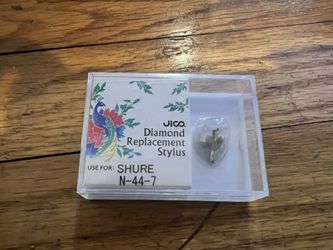 JICO
Diamond
Replacement
Stylus
USE FOR: SHURE
N-44-7